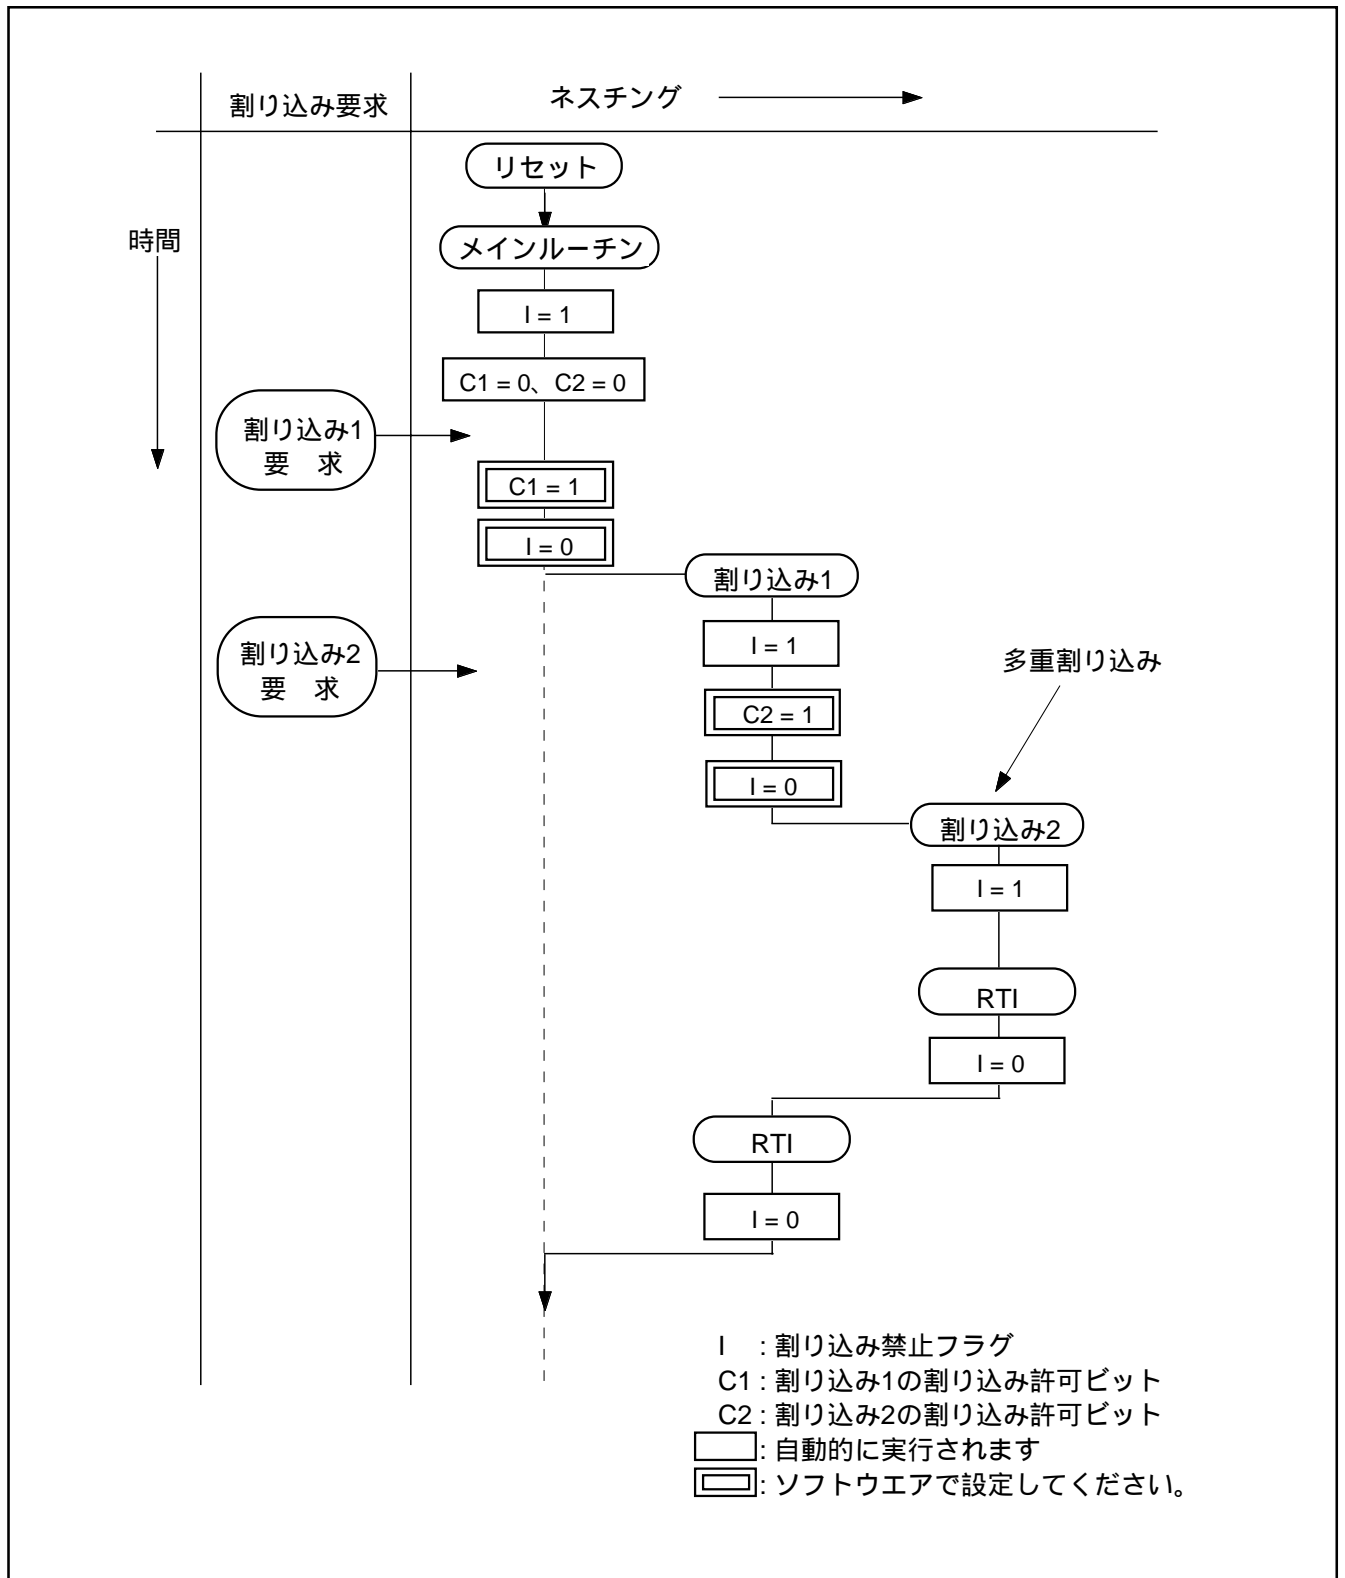 割り込み要求
ネスチング
リセット
時間
メインルーチン
I = 1
C1 = 0、C2 = 0
割り込み1
要 求
C1 = 1
I = 0
割り込み1
割り込み2
要 求
I = 1
多重割り込み
C2 = 1
I = 0
割り込み2
I = 1
RTI
I = 0
RTI
I = 0
I : 割り込み禁止フラグ
C1 : 割り込み1の割り込み許可ビット
C2 : 割り込み2の割り込み許可ビット
: 自動的に実行されます
: ソフトウエアで設定してください。